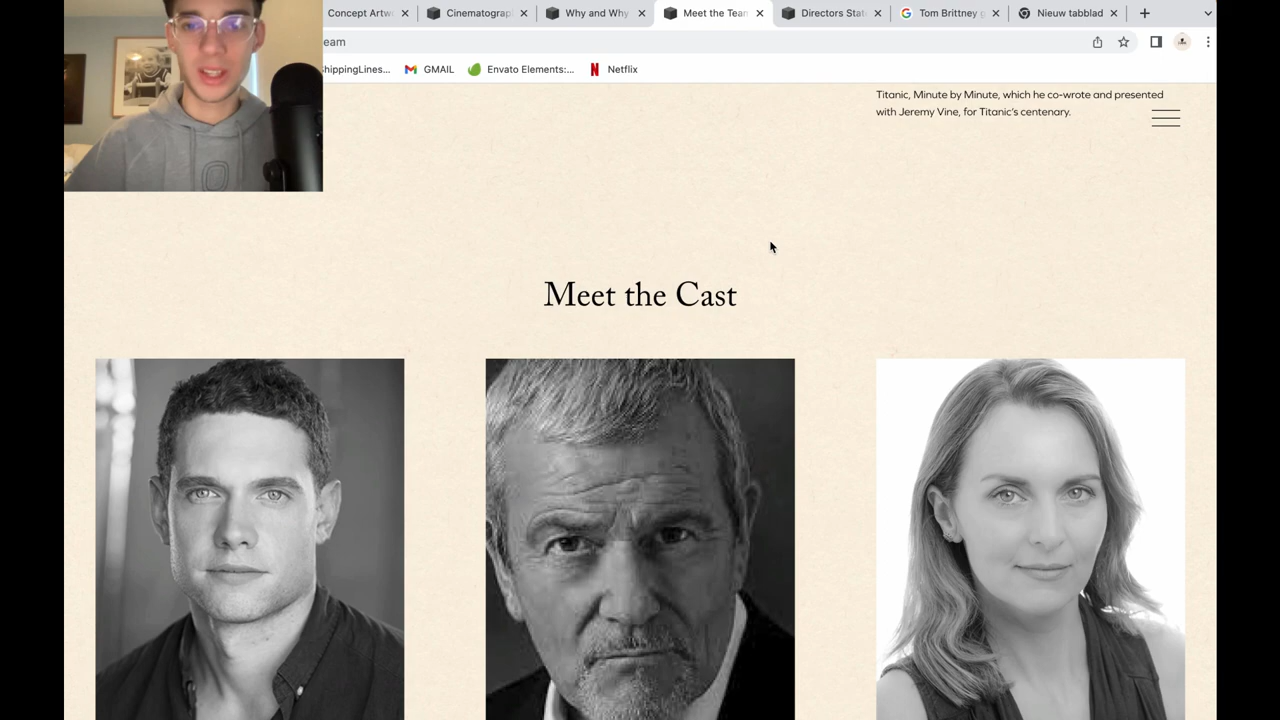 Concept Artw
Cinematograp
Why and Why
Meet the Tean
Directors Stat
Tom Brittney g
Nieuw tabblad
eam
hippingLines...
GMAIL
Envato Elements:...
Netflix
Titanic, Minute by Minute, which he co-wrote and presented
with Jeremy Vine, for Titanic's centenary.
Meet the Cast